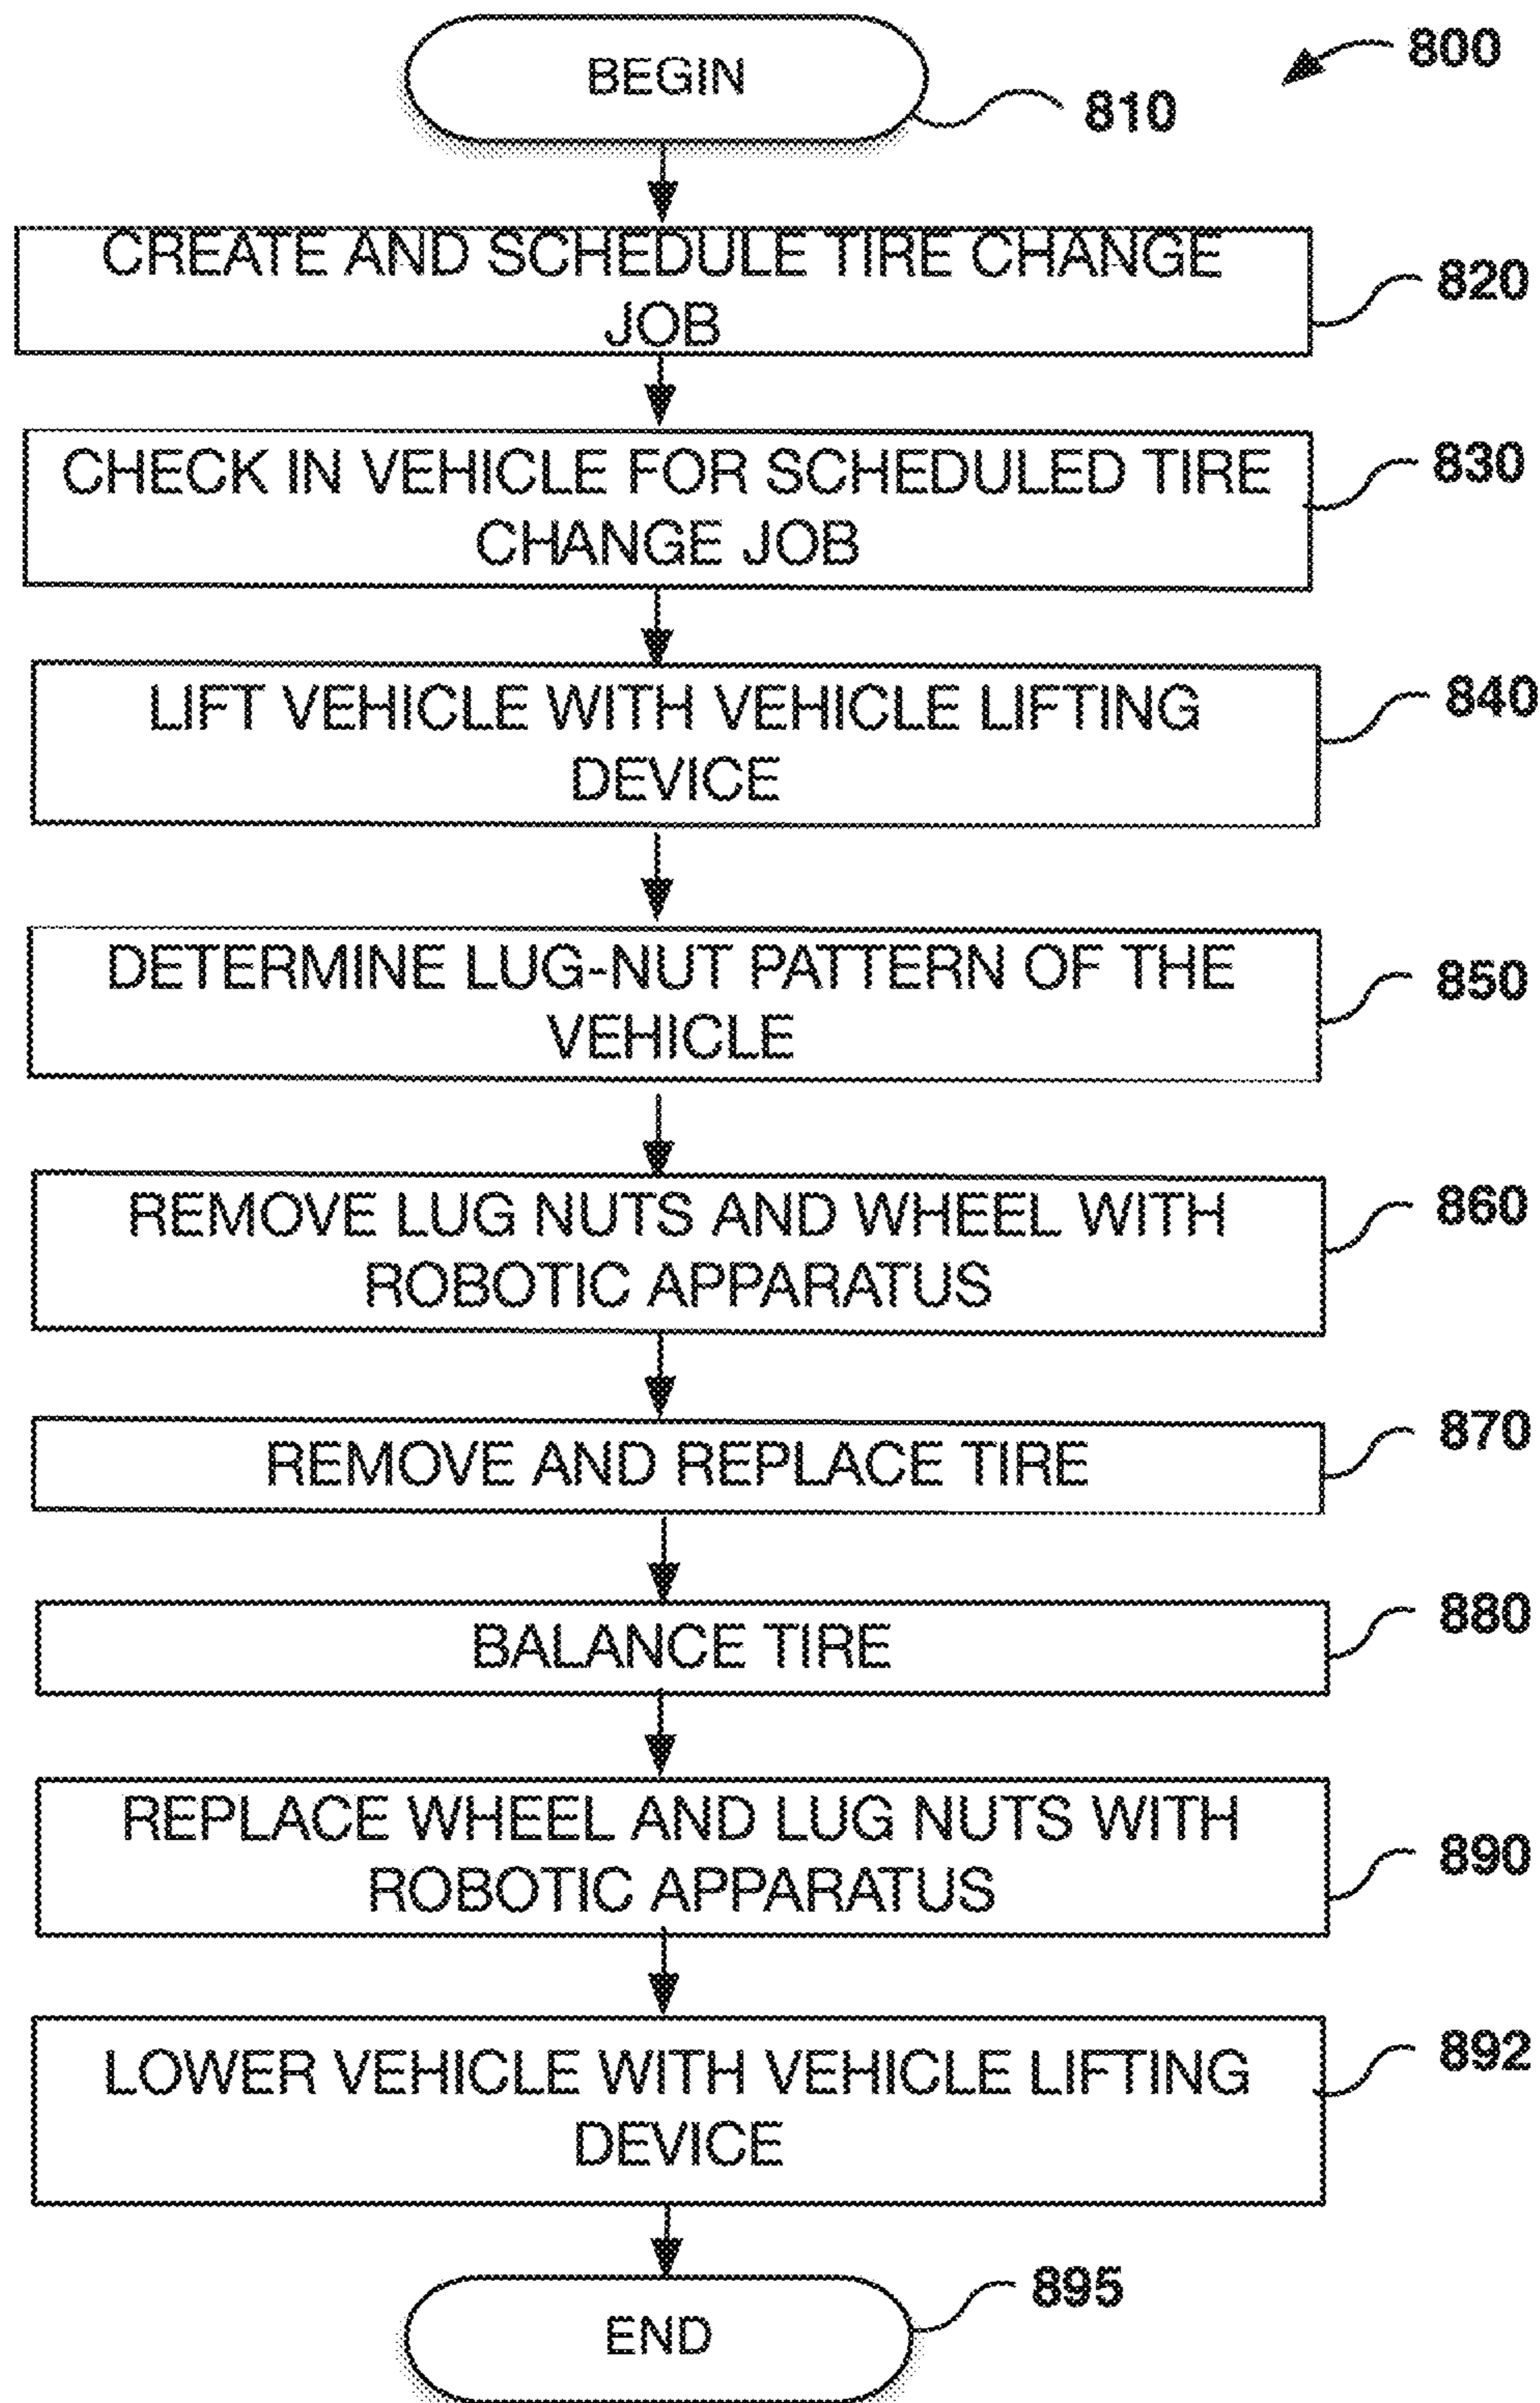 BEGIN
800
810
CREATE AND SCHEDULE TIRE CHANGE
JOB
820
CHECK IN VEHICLE FOR SCHEDULED TIRE
CHANGE JOB
830
LIFT VEHICLE WITH VEHICLE LIFTING
DEVICE
840
DETERMINE LUG-NUT PATTERN OF THE
VEHICLE
850
REMOVE LUG NUTS AND WHEEL WITH
ROBOTIC APPARATUS
860
REMOVE AND REPLACE TIRE
870
BALANCE TIRE
880
REPLACE WHEEL AND LUG NUTS WITH
ROBOTIC APPARATUS
890
LOWER VEHICLE WITH VEHICLE LIFTING
DEVICE
892
END
895